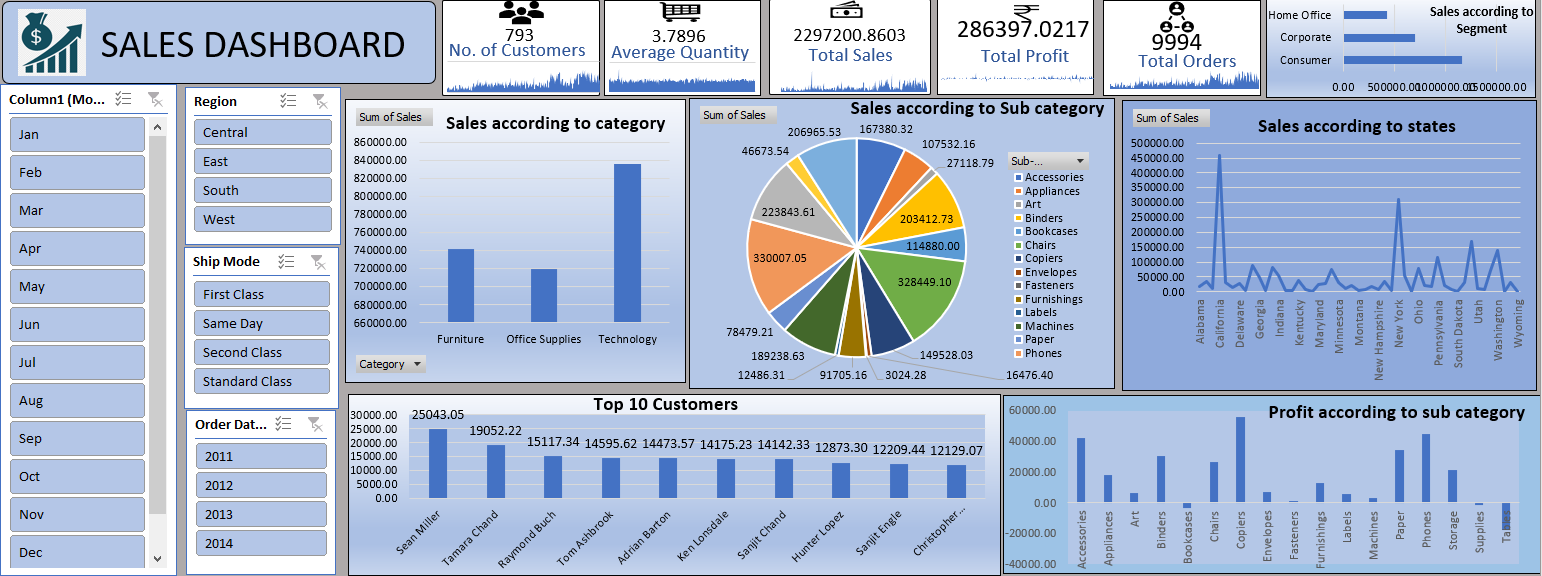 SALES DASHBOARD
$
793
No. of Customers
3.7896
Average Quantity
2297200.8603
Total Sales
286397.0217
Total Profit
9994
Total Orders
Sales according to
Segment
Home Office
Corporate
Consumer
0.00 500000.00 1000000.00 1500000.00
Column1 (Mo...
Jan
Feb
Mar
Apr
May
Jun
Jul
Aug
Sep
Oct
Nov
Dec
Region
Central
East
South
West
Ship Mode
First Class
Same Day
Second Class
Standard Class
Order Dat...
2011
2012
2013
2014
Sum of Sales
Sales according to category
860000.00
840000.00
820000.00
800000.00
780000.00
760000.00
740000.00
720000.00
700000.00
680000.00
660000.00
Furniture Office Supplies Technology
Category
Sum of Sales
Sales according to Sub category
206965.53
167380.32
107532.16
46673.54
27118.79
223843.61
203412.73
114880.00
330007.05
328449.10
78479.21
189238.63
149528.03
12486.31
91705.16
3024.28
16476.40
Sub-...
Accessories
Appliances
Art
Binders
Bookcases
Chairs
Copiers
Envelopes
Fasteners
Furnishings
Labels
Machines
Paper
Phones
Sum of Sales
Sales according to states
500000.00
450000.00
400000.00
350000.00
300000.00
250000.00
200000.00
150000.00
100000.00
50000.00
0.00
Alabama
California
Delaware
Georgia
Indiana
Kentucky
Maryland
Minnesota
Montana
New Hampshire
New York
Ohio
Pennsylvania
South Dakota
Utah
Washington
Wyoming
Top 10 Customers
30000.00
25000.00
20000.00
15000.00
10000.00
5000.00
0.00
25043.05
19052.22
15117.34
14595.62
14473.57
14175.23
14142.33
12873.30
12209.44
12129.07
Sean Miller
Tamara Chand
Raymond Buch
Tom Ashbrook
Adrian Barton
Ken Lonsdale
Sanjit Chand
Hunter Lopez
Sanjit Engle
Christopher...
Profit according to sub category
60000.00
40000.00
20000.00
0.00
-20000.00
-40000.00
Accessories
Appliances
Art
Binders
Bookcases
Chairs
Copiers
Envelopes
Fasteners
Furnishings
Labels
Machines
Paper
Phones
Storage
Supplies
Tables